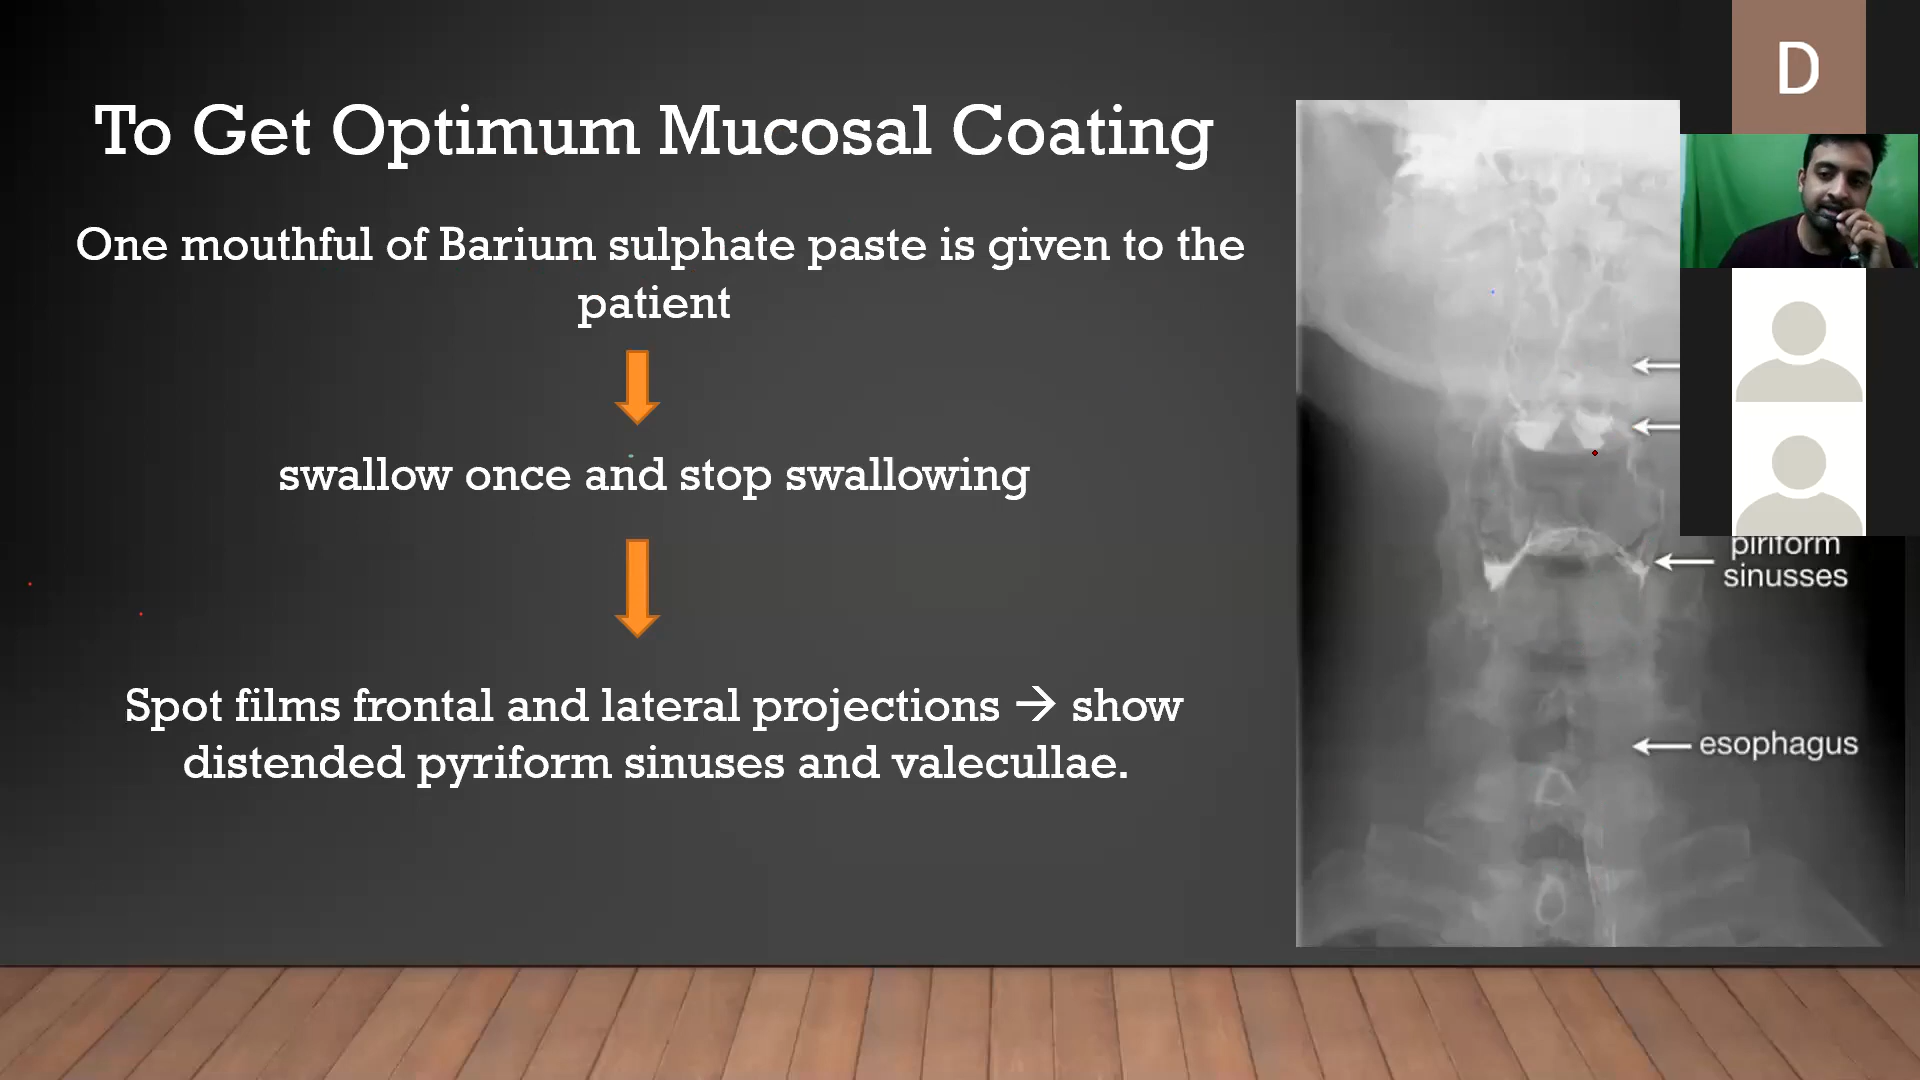 To Get Optimum Mucosal Coating
One mouthful of Barium sulphate paste is given to the
patient
swallow once and stop swallowing
Spot films frontal and lateral projections → show
distended pyriform sinuses and valecullae.
D
piriform
sinusses
esophagus